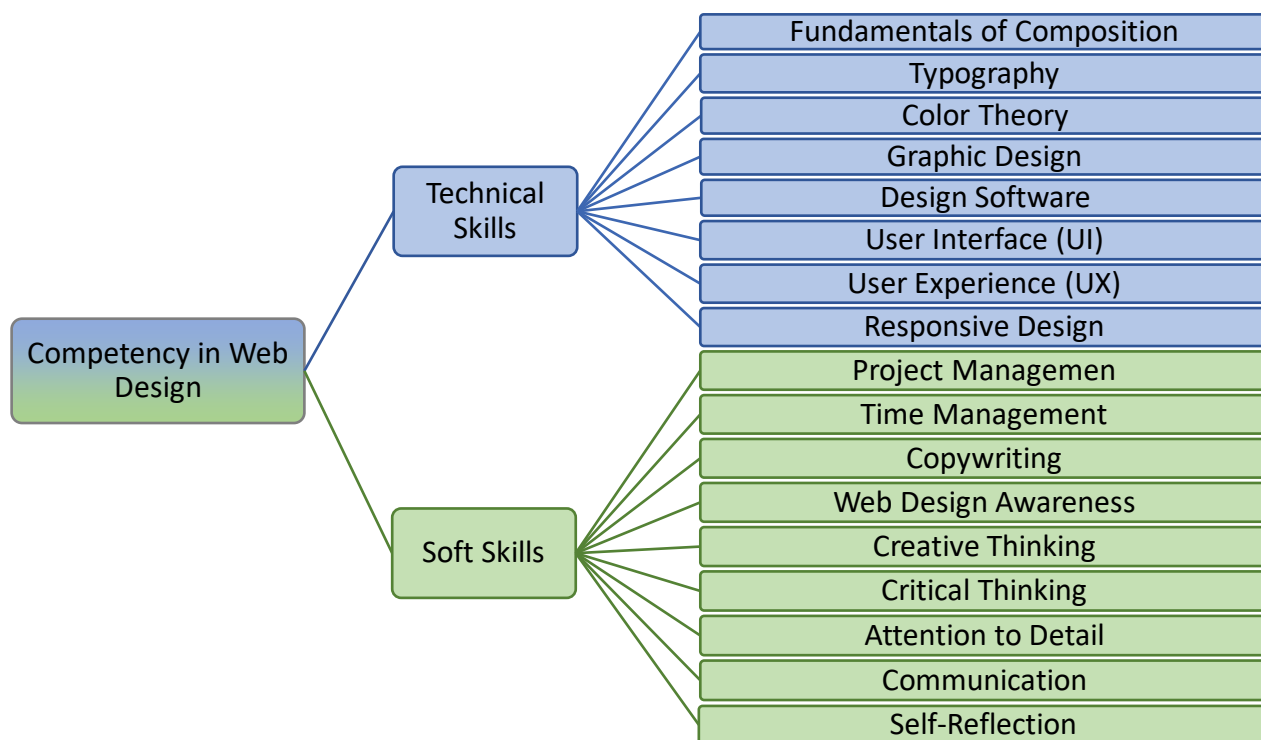 Competency in Web
Design
Technical
Skills
Fundamentals of Composition
Typography
Color Theory
Graphic Design
Design Software
User Interface (UI)
User Experience (UX)
Responsive Design
Soft Skills
Project Managemen
Time Management
Copywriting
Web Design Awareness
Creative Thinking
Critical Thinking
Attention to Detail
Communication
Self-Reflection